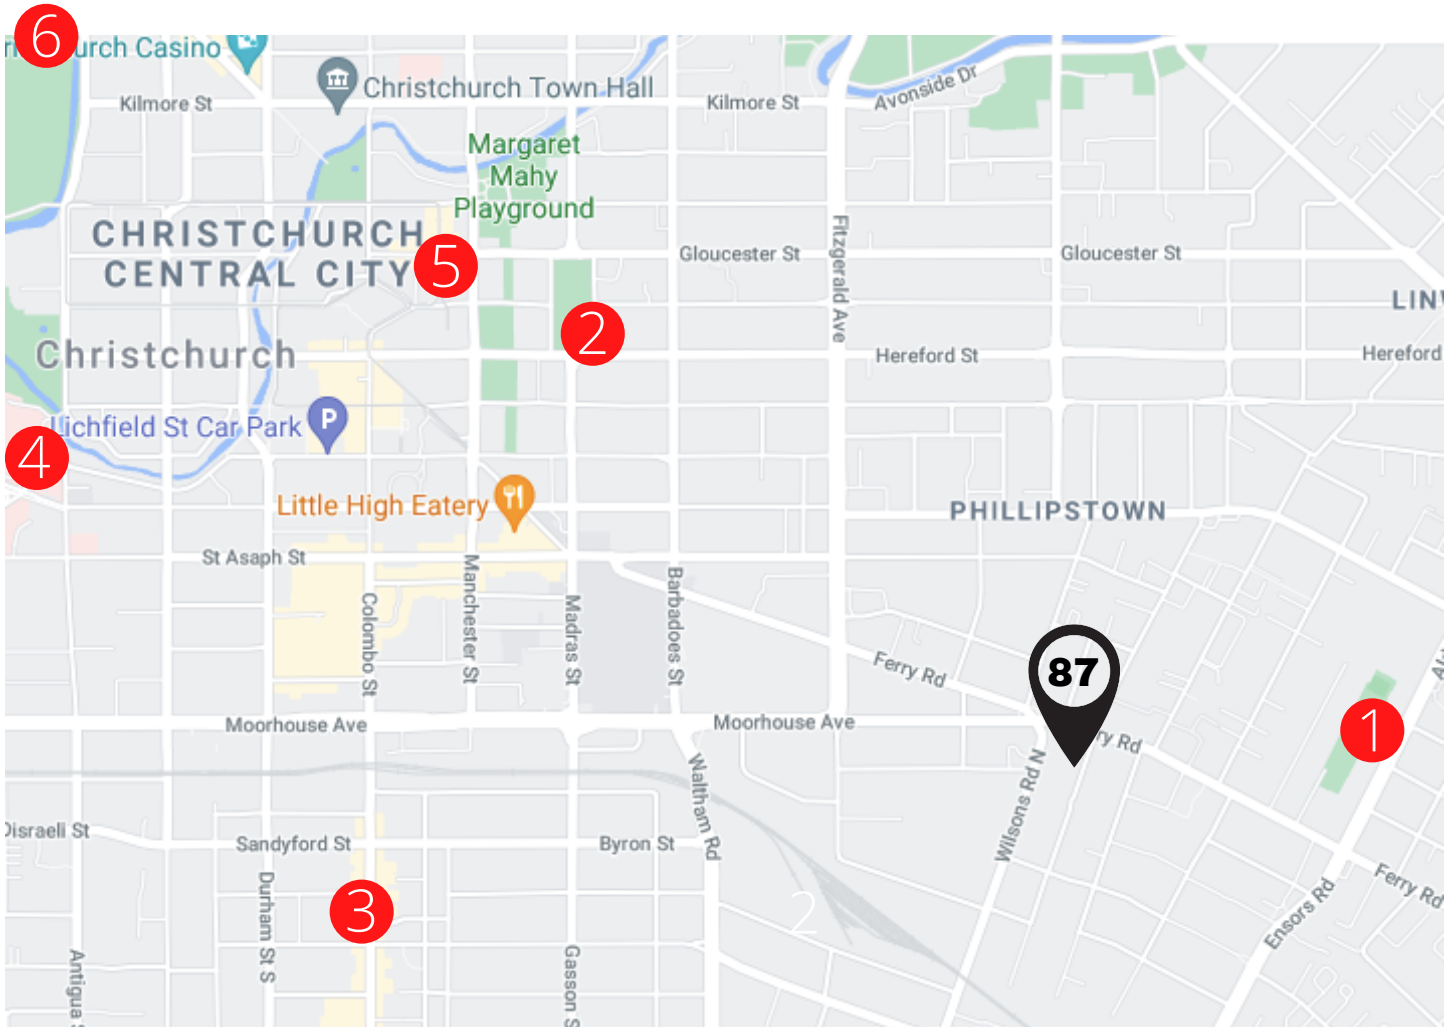 6
urch Casino
Christchurch Town Hall
Kilmore St
Kilmore St
Avonside Dr
Margaret
Mahy
Playground
CHRISTCHURCH
CENTRAL CITY
5
Gloucester St
Gloucester St
Fitzgerald Ave
LINW
2
Christchurch
Hereford St
Hereford
Lichfield St Car Park
P
4
Little High Eatery
PHILLIPSTOWN
St Asaph St
Colombo St
Manchester St
Madras St
Barbadoes St
Ferry Rd
87
Moorhouse Ave
Moorhouse Ave
ry Rd
1
Wilsons Rd N
Waltham Rd
Disraeli St
Sandyford St
Byron St
Durham St S
3
2
Ferry Rd
Ensors Rd
Antigua S
Gasson S